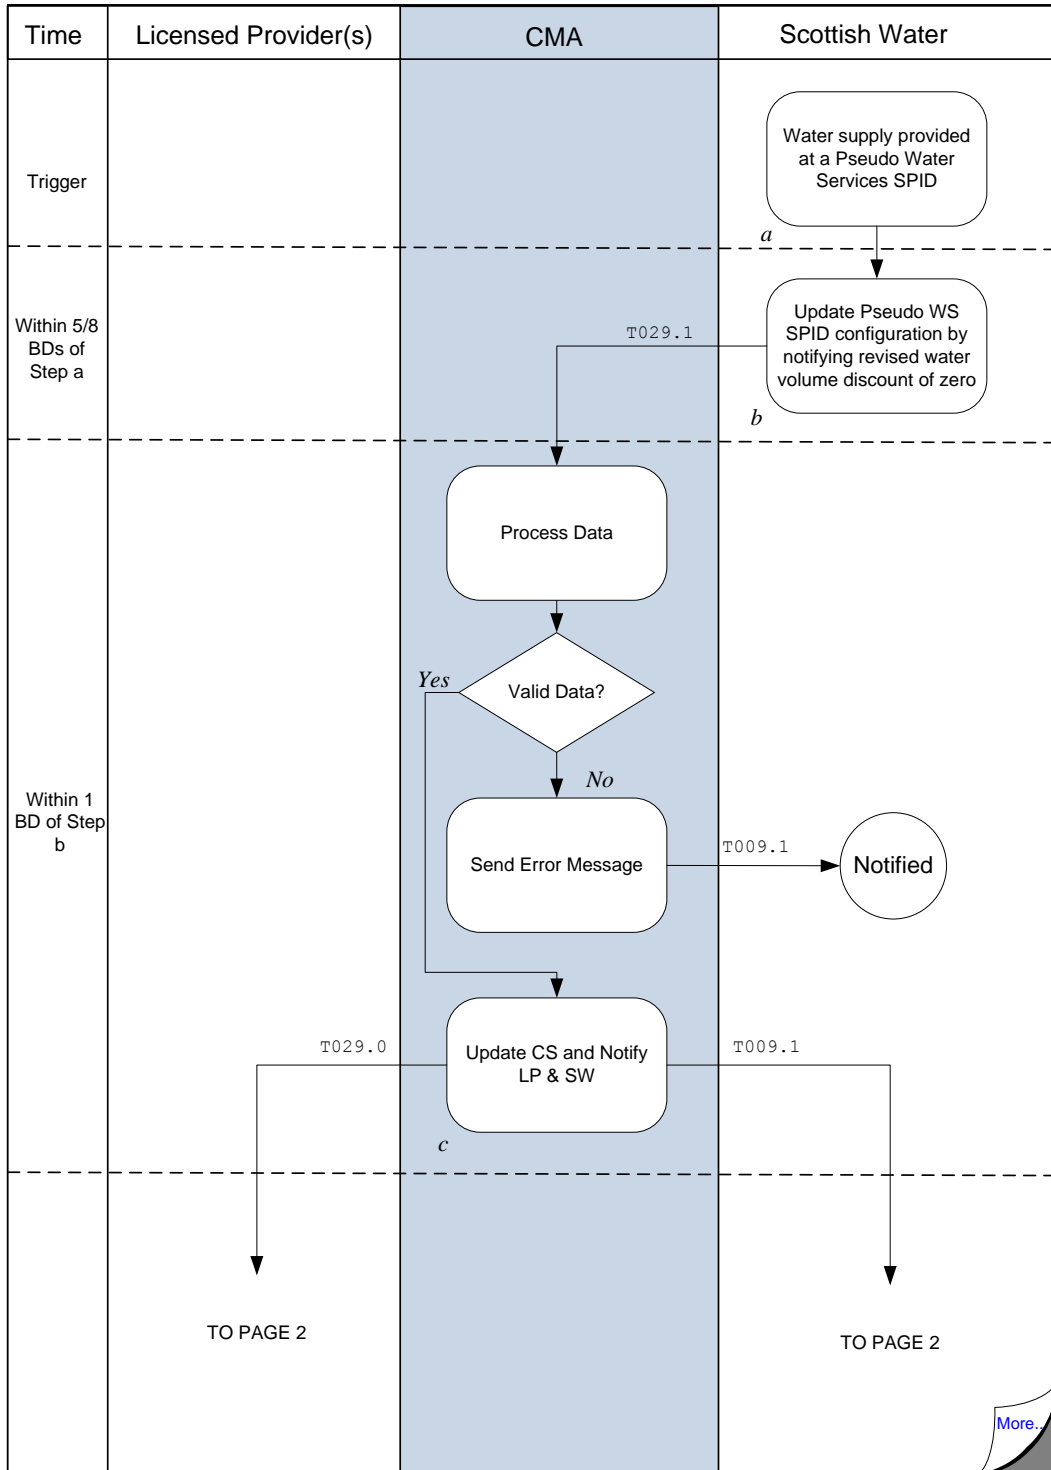 Time
Licensed Provider(s)
CMA
Scottish Water
Trigger
Water supply provided
at a Pseudo Water
Services SPID
a
Within 5/8
BDs of
Step a
T029.1
Update Pseudo WS
SPID configuration by
notifying revised water
volume discount of zero
b
Process Data
Yes
Valid Data?
No
Within 1
BD of Step
b
Send Error Message
T009.1
Notified
T029.0
Update CS and Notify
LP & SW
T009.1
c
TO PAGE 2
TO PAGE 2
More..